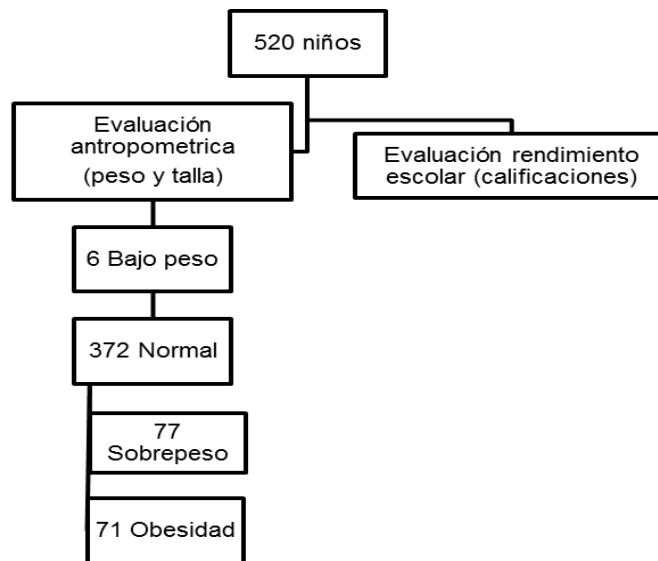 520 niños
Evaluación
antropometrica
(peso y talla)
Evaluación rendimiento
escolar (calificaciones)
6 Bajo peso
372 Normal
77
Sobrepeso
71 Obesidad